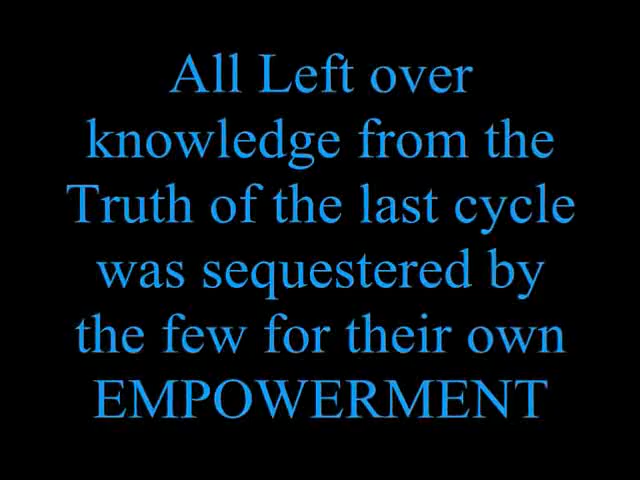 All Left over
knowledge from the
Truth of the last cycle
was sequestered by
the few for their own
EMPOWERMENT